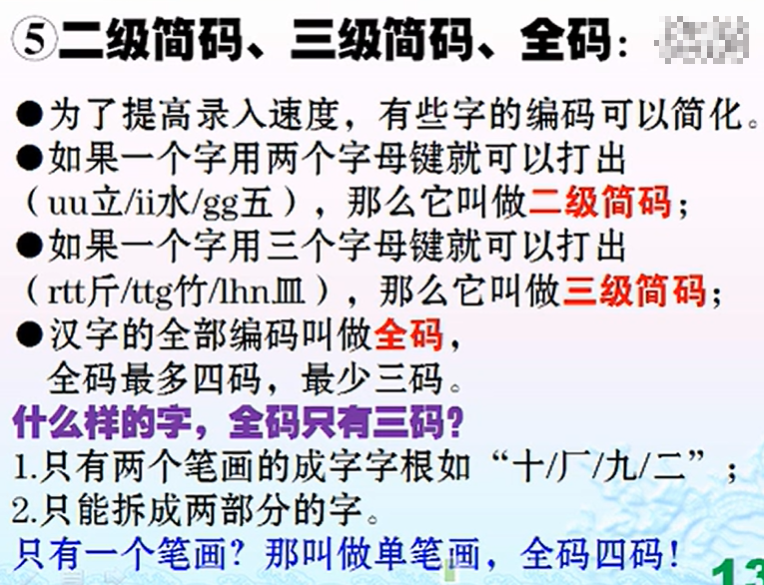 ⑤二级简码、三级简码、全码：
●为了提高录入速度，有些字的编码可以简化。
●如果一个字用两个字母键就可以打出
（uu立/ii水/gg五），那么它叫做二级简码；
●如果一个字用三个字母键就可以打出
（rtt斤/ttg竹/lhn皿），那么它叫做三级简码；
●汉字的全部编码叫做全码，
全码最多四码，最少三码。
什么样的字，全码只有三码？
1.只有两个笔画的成字字根如“十/厂/九/二”；
2.只能拆成两部分的字。
只有一个笔画？那叫做单笔画，全码四码！
13